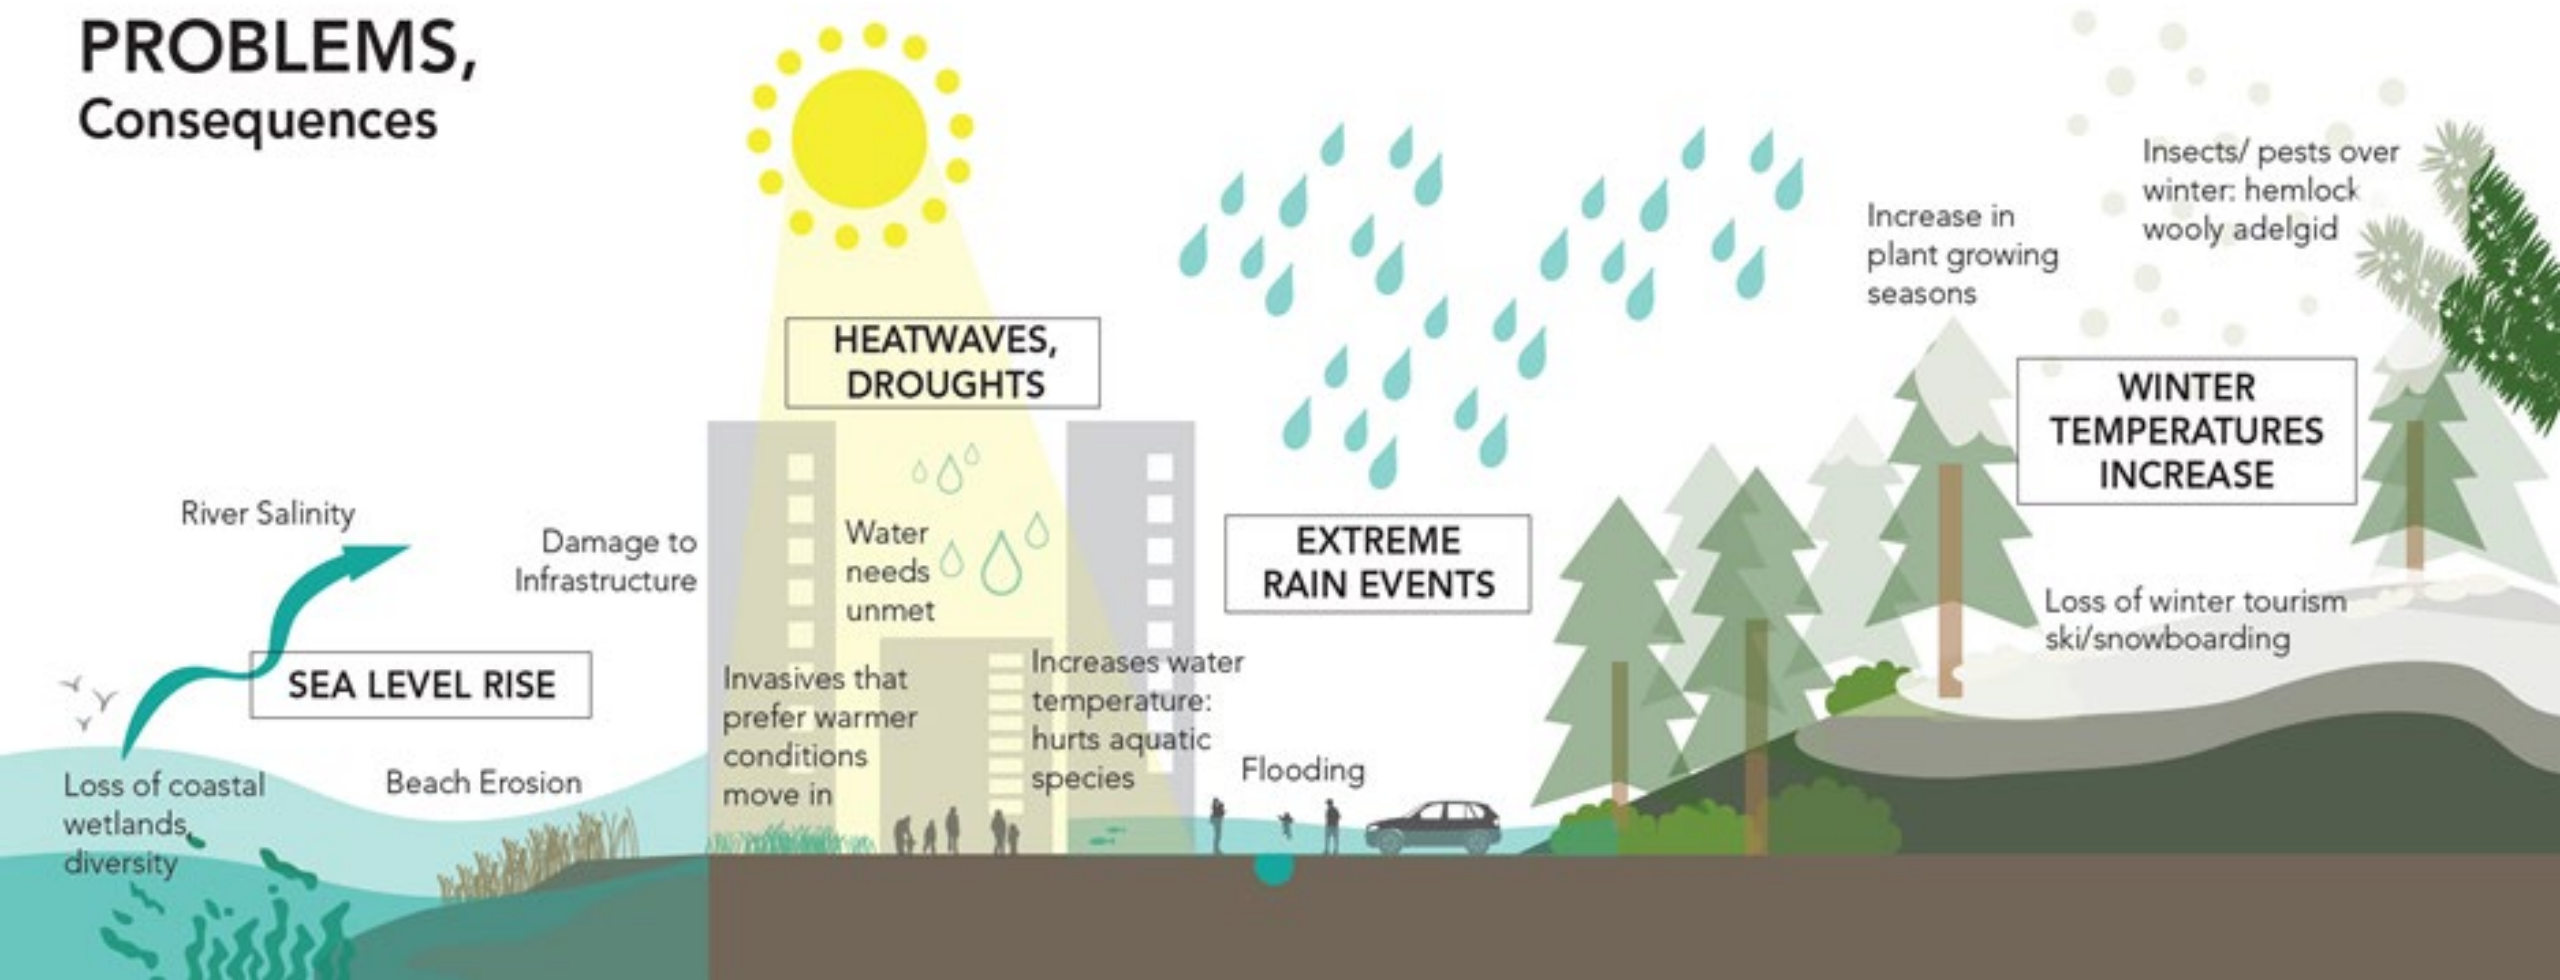 PROBLEMS,
Consequences
River Salinity
Damage to
Infrastructure
SEA LEVEL RISE
Loss of coastal
wetlands,
diversity
Beach Erosion
HEATWAVES,
DROUGHTS
Water
needs
unmet
Invasives that
prefer warmer
conditions
move in
Increases water
temperature:
hurts aquatic
species
EXTREME
RAIN EVENTS
Flooding
Increase in
plant growing
seasons
Insects/ pests over
winter: hemlock
wooly adelgid
WINTER
TEMPERATURES
INCREASE
Loss of winter tourism
ski/snowboarding